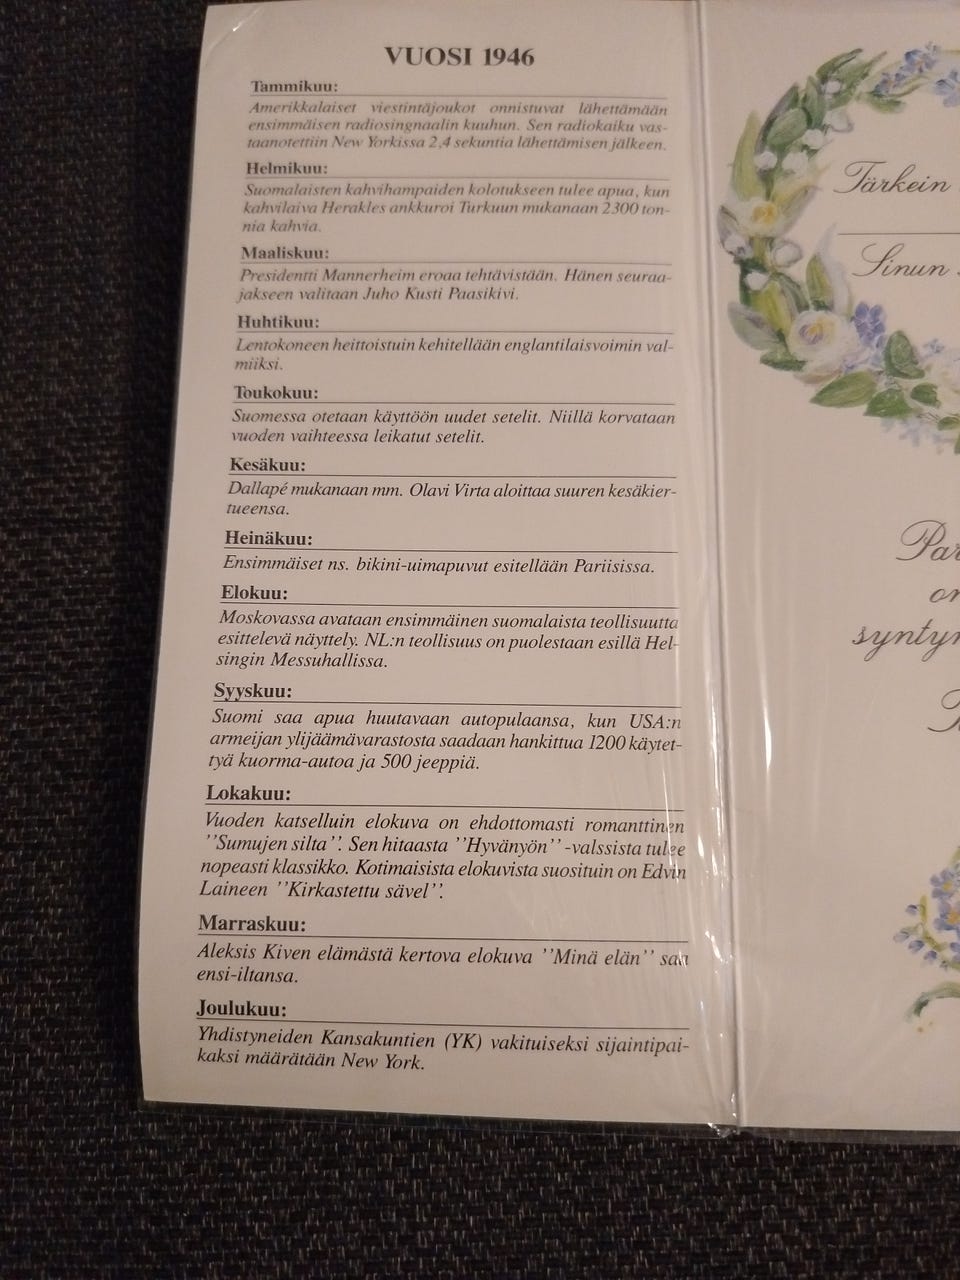 VUOSI 1946
Tammikuu:
Amerikkalaiset viestintäjoukot onnistuvat lähettämään
ensimmäisen radiosingnaalin kuuhun. Sen radiokaiku vas-
taanotettiin New Yorkissa 2,4 sekuntia lähettämisen jälkeen.
Helmikuu:
Suomalaisten kahvihampaiden kolotukseen tulee apua, kun
kahvilaiva Herakles ankkuroi Turkuun mukanaan 2300 ton-
nia kahvia.
Maaliskuu:
Presidentti Mannerheim eroaa tehtävistään. Hänen seuraa-
jakseen valitaan Juho Kusti Paasikivi.
Huhtikuu:
Lentokoneen heittoistuin kehitellään englantilaisvoimin val-
miiksi.
Toukokuu:
Suomessa otetaan käyttöön uudet setelit. Niillä korvataan
vuoden vaihteessa leikatut setelit.
Kesäkuu:
Dallapé mukanaan mm. Olavi Virta aloittaa suuren kesäkier-
tueensa.
Heinäkuu:
Ensimmäiset ns. bikini-uimapuvut esitellään Pariisissa.
Elokuu:
Moskovassa avataan ensimmäinen suomalaista teollisuutta
esittelevä näyttely. NL:n teollisuus on puolestaan esillä Hel-
singin Messuhallissa.
Syyskuu:
Suomi saa apua huutavaan autopulaansa, kun USA:n
armeijan ylijäämävarastosta saadaan hankittua 1200 käytet-
tyä kuorma-autoa ja 500 jeeppiä.
Lokakuu:
Vuoden katselluin elokuva on ehdottomasti romanttinen
''Sumujen silta''. Sen hitaasta ''Hyvänyön''-valssista tulee
nopeasti klassikko. Kotimaisista elokuvista suosituin on Edvin
Laineen ''Kirkastettu sävel''.
Marraskuu:
Aleksis Kiven elämästä kertova elokuva ''Minä elän'' saa
ensi-iltansa.
Joulukuu:
Yhdistyneiden Kansakuntien (YK) vakituiseksi sijaintipai-
kaksi määrätään New York.
Tärkein
Sinun
Par
on
syntyn